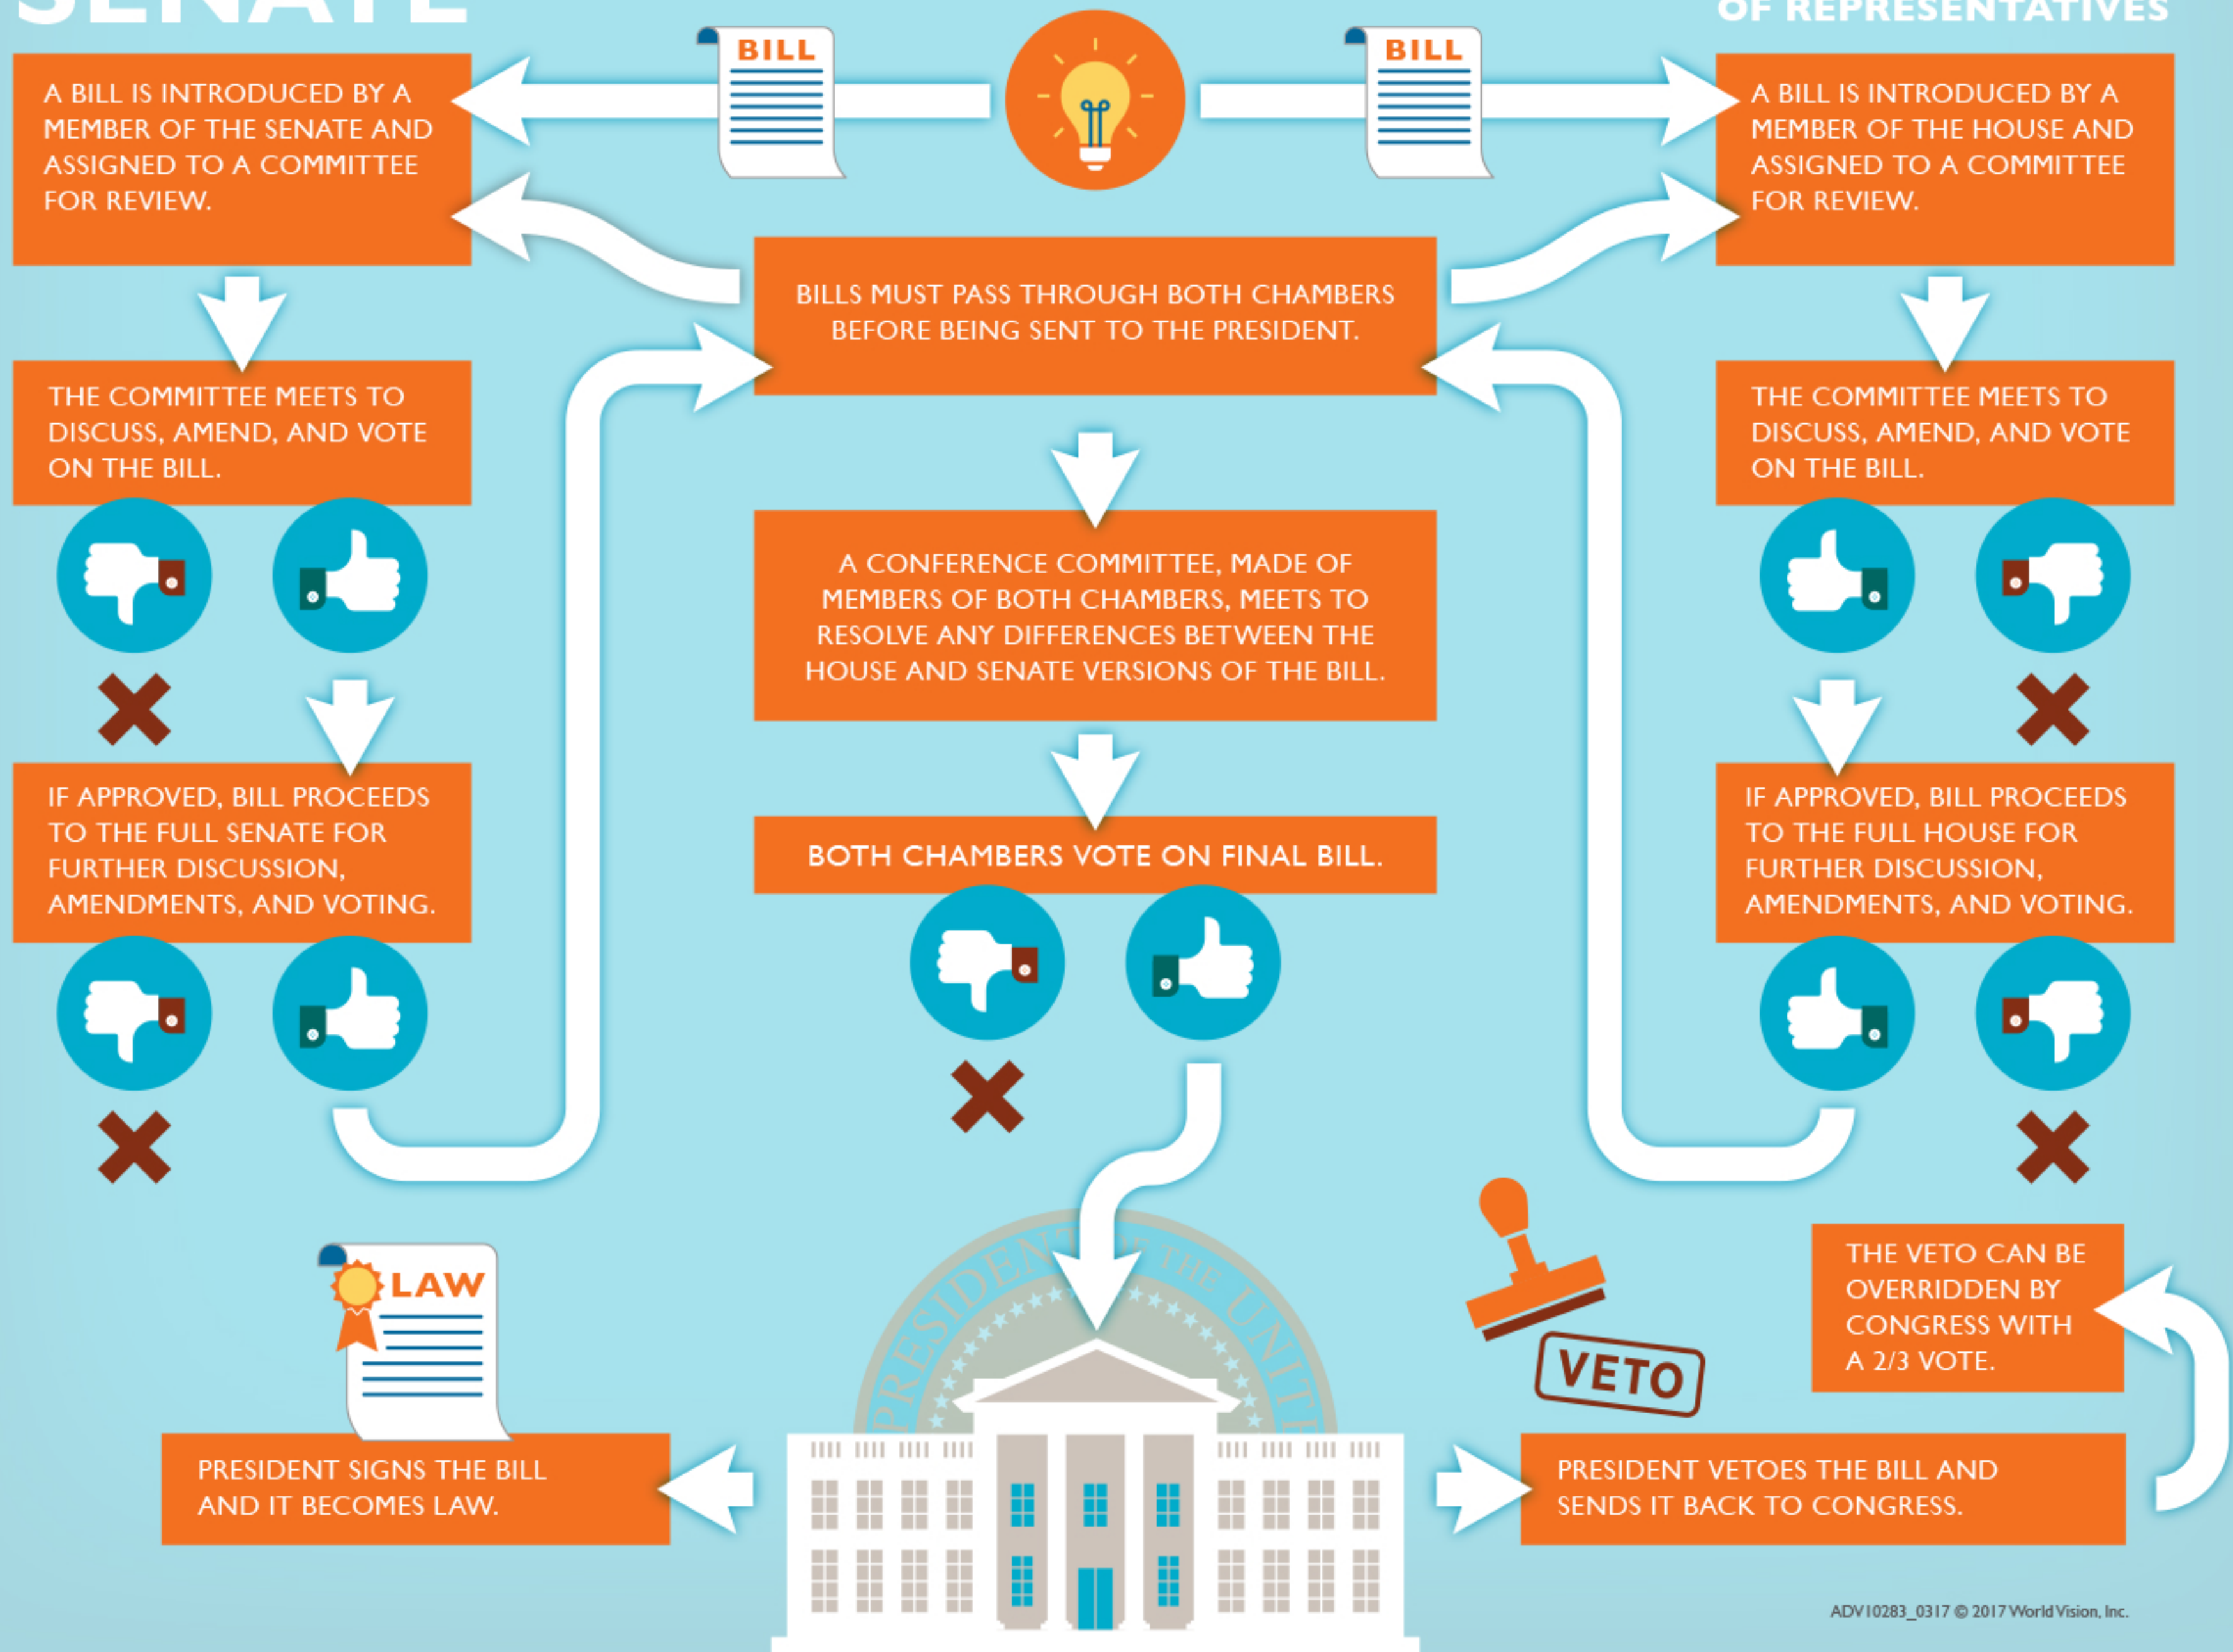 SENATE
OF REPRESENTATIVES
BILL
BILL
A BILL IS INTRODUCED BY A
MEMBER OF THE SENATE AND
ASSIGNED TO A COMMITTEE
FOR REVIEW.
A BILL IS INTRODUCED BY A
MEMBER OF THE HOUSE AND
ASSIGNED TO A COMMITTEE
FOR REVIEW.
BILLS MUST PASS THROUGH BOTH CHAMBERS
BEFORE BEING SENT TO THE PRESIDENT.
THE COMMITTEE MEETS TO
DISCUSS, AMEND, AND VOTE
ON THE BILL.
THE COMMITTEE MEETS TO
DISCUSS, AMEND, AND VOTE
ON THE BILL.
A CONFERENCE COMMITTEE, MADE OF
MEMBERS OF BOTH CHAMBERS, MEETS TO
RESOLVE ANY DIFFERENCES BETWEEN THE
HOUSE AND SENATE VERSIONS OF THE BILL.
IF APPROVED, BILL PROCEEDS
TO THE FULL SENATE FOR
FURTHER DISCUSSION,
AMENDMENTS, AND VOTING.
BOTH CHAMBERS VOTE ON FINAL BILL.
IF APPROVED, BILL PROCEEDS
TO THE FULL HOUSE FOR
FURTHER DISCUSSION,
AMENDMENTS, AND VOTING.
LAW
PRESIDENT OF THE UNITE
VETO
THE VETO CAN BE
OVERRIDDEN BY
CONGRESS WITH
A 2/3 VOTE.
PRESIDENT SIGNS THE BILL
AND IT BECOMES LAW.
PRESIDENT VETOES THE BILL AND
SENDS IT BACK TO CONGRESS.
ADV10283_0317 © 2017 World Vision, Inc.